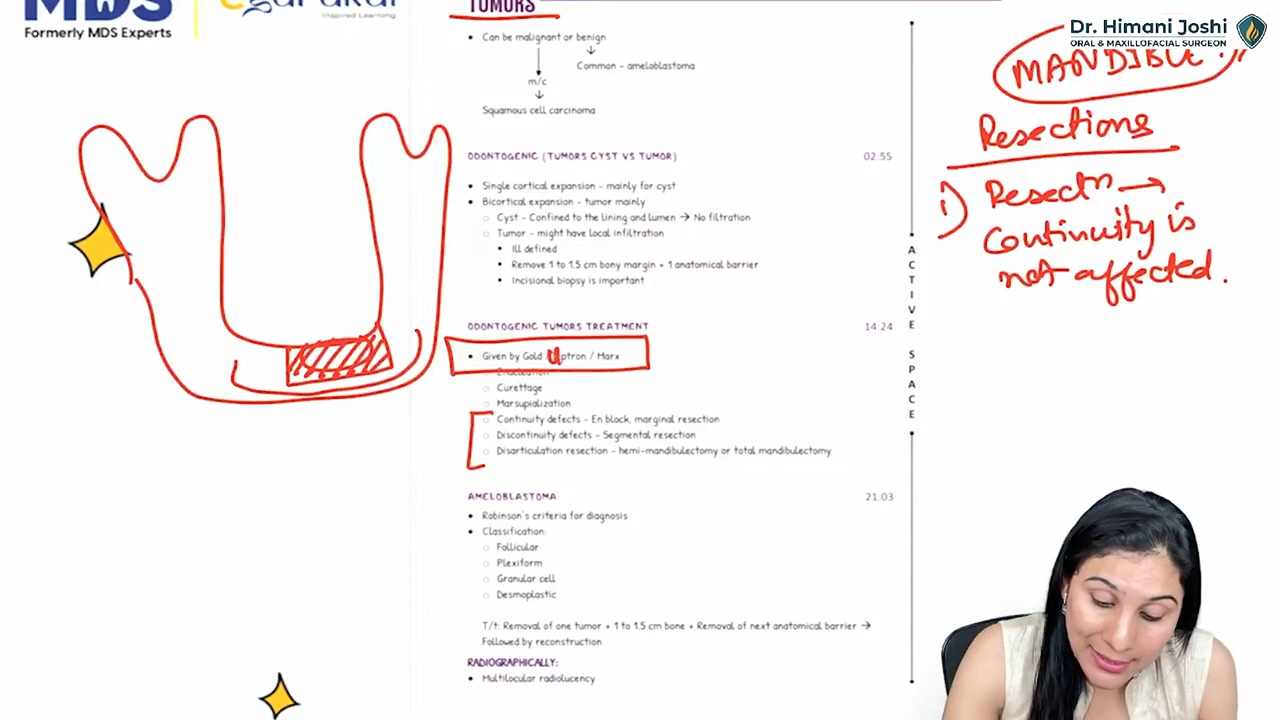 MDS
Formerly MDS Experts
egurukul
Inspired Learning
TUMORS
Can be malignant or benign
Common - ameloblastoma
m/c
Squamous cell carcinoma
ODONTOGENIC (TUMORS CYST VS TUMOR) 02:55
Single cortical expansion - mainly for cyst
Bicortical expansion - tumor mainly
Cyst - Confined to the lining and lumen → No filtration
Tumor - might have local infiltration
Ill defined
Remove 1 to 1.5 cm bony margin + 1 anatomical barrier
Incisional biopsy is important
ODONTOGENIC TUMORS TREATMENT 14:24
Given by Gold / Marx
Enucleation
Curettage
Marsupialization
Continuity defects - En block, marginal resection
Discontinuity defects - Segmental resection
Disarticulation resection - hemi-mandibulectomy or total mandibulectomy
AMELOBLASTOMA 21:03
Robinson's criteria for diagnosis
Classification:
Follicular
Plexiform
Granular cell
Desmoplastic
T/t: Removal of one tumor + 1 to 1.5 cm bone + Removal of next anatomical barrier →
Followed by reconstruction
RADIOGRAPHICALLY:
Multilocular radiolucency
ACTIVE SPACE
Dr. Himani Joshi
ORAL & MAXILLOFACIAL SURGEON
MANDIBLE
Resections
1) Resectn →
Continuity is
not affected.